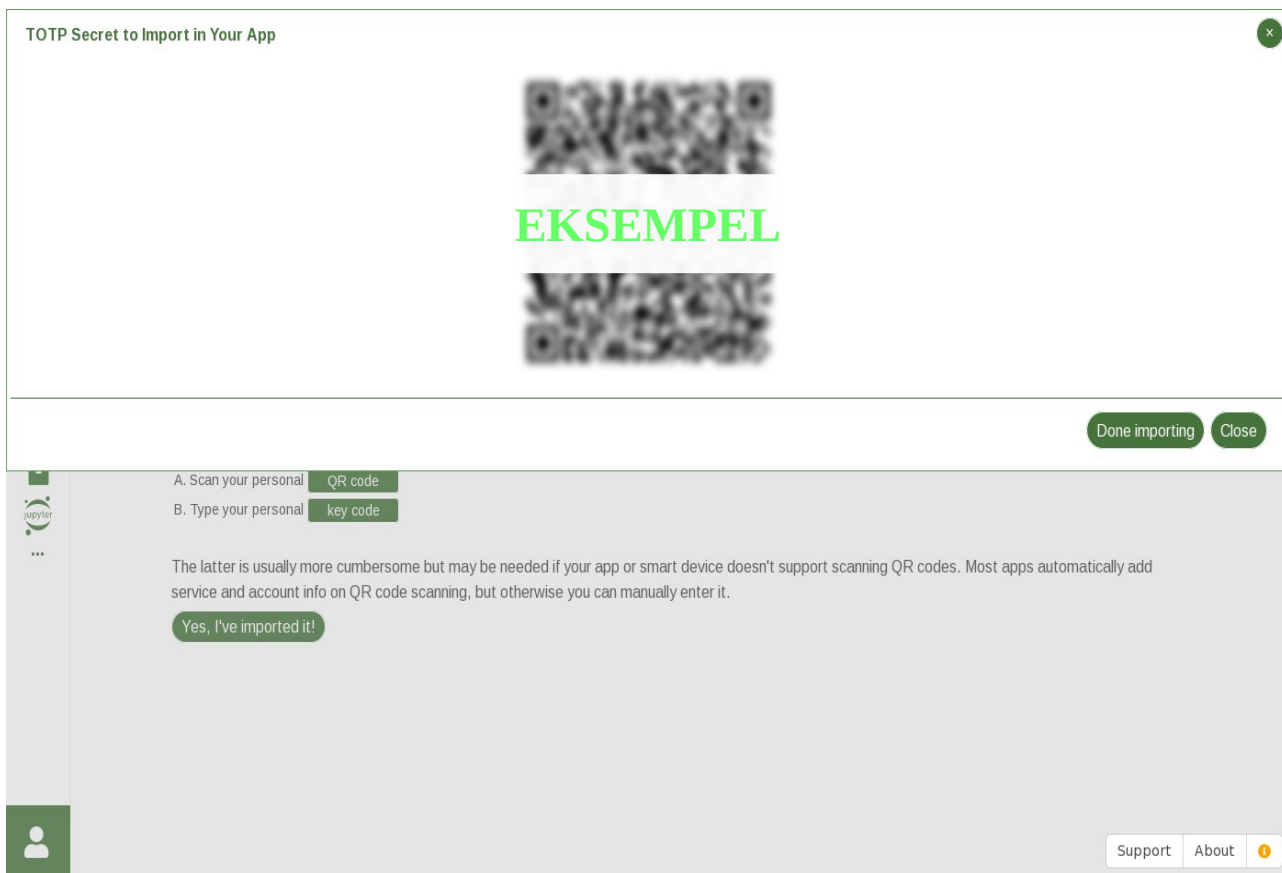 TOTP Secret to Import in Your App
×
EKSEMPEL
Done importing
Close
A. Scan your personal QR code
B. Type your personal key code
jupyter
...
The latter is usually more cumbersome but may be needed if your app or smart device doesn't support scanning QR codes. Most apps automatically add
service and account info on QR code scanning, but otherwise you can manually enter it.
Yes, I've imported it!
Support
About